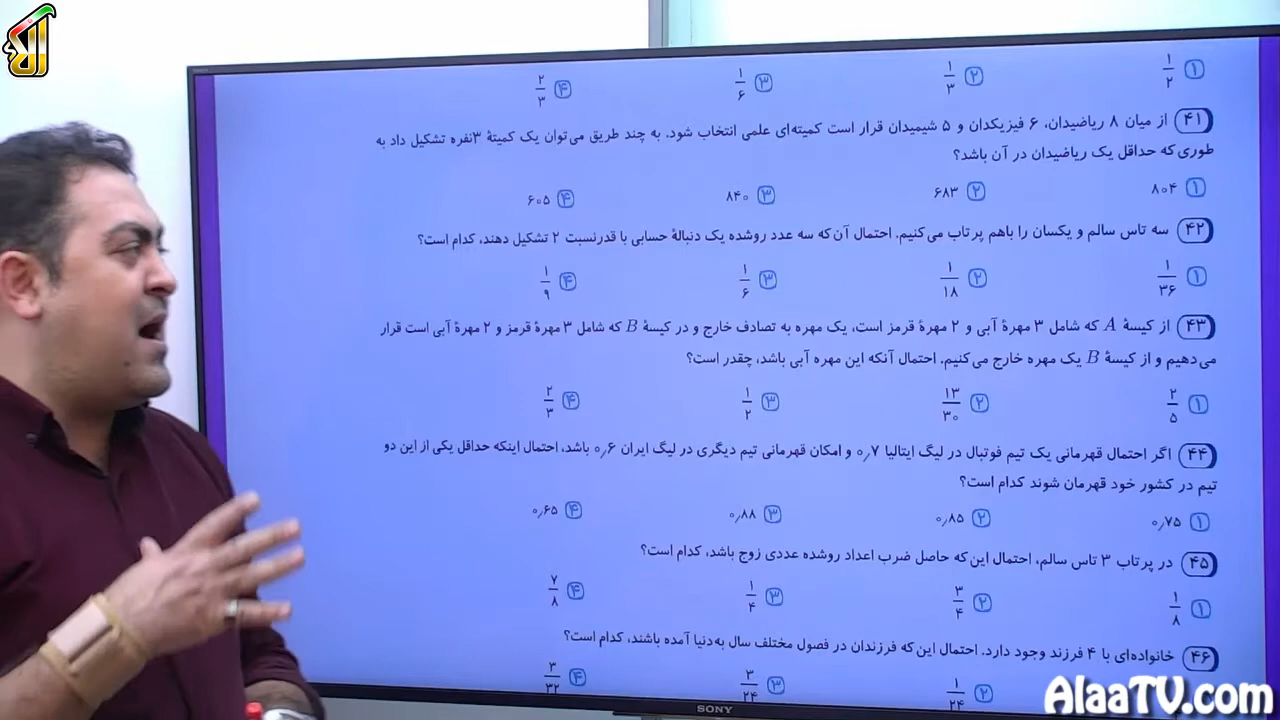 آلاء
۱ ۱/۲ ۲ ۱/۳ ۳ ۱/۶ ۴ ۲/۳
۴۱ از میان ۸ ریاضیدان، ۶ فیزیکدان و ۵ شیمیدان قرار است کمیته‌ای علمی انتخاب شود. به چند طریق می‌توان یک کمیتهٔ ۳نفره تشکیل داد به
طوری که حداقل یک ریاضیدان در آن باشد؟
۱ ۸۰۴ ۲ ۶۸۳ ۳ ۸۴۰ ۴ ۶۰۵
۴۲ سه تاس سالم و یکسان را باهم پرتاب می‌کنیم. احتمال آن‌که سه عدد روشده یک دنبالهٔ حسابی با قدرنسبت ۲ تشکیل دهند، کدام است؟
۱ ۱/۳۶ ۲ ۱/۱۸ ۳ ۱/۶ ۴ ۱/۹
۴۳ از کیسهٔ A که شامل ۳ مهرهٔ آبی و ۲ مهرهٔ قرمز است، یک مهره به تصادف خارج و در کیسهٔ B که شامل ۳ مهرهٔ قرمز و ۲ مهرهٔ آبی است قرار
می‌دهیم و از کیسهٔ B یک مهره خارج می‌کنیم. احتمال آنکه این مهره آبی باشد، چقدر است؟
۱ ۲/۵ ۲ ۱۳/۳۰ ۳ ۱/۲ ۴ ۲/۳
۴۴ اگر احتمال قهرمانی یک تیم فوتبال در لیگ ایتالیا ۰٫۷ و امکان قهرمانی تیم دیگری در لیگ ایران ۰٫۶ باشد، احتمال اینکه حداقل یکی از این دو
تیم در کشور خود قهرمان شوند کدام است؟
۱ ۰٫۷۵ ۲ ۰٫۸۵ ۳ ۰٫۸۸ ۴ ۰٫۶۵
۴۵ در پرتاب ۳ تاس سالم، احتمال این‌که حاصل ضرب اعداد روشده عددی زوج باشد، کدام است؟
۱ ۱/۸ ۲ ۳/۴ ۳ ۱/۴ ۴ ۷/۸
۴۶ خانواده‌ای با ۴ فرزند وجود دارد. احتمال این‌که فرزندان در فصول مختلف سال به‌دنیا آمده باشند، کدام است؟
۲ ۱/۲۴ ۳ ۳/۲۴ ۴ ۳/۳۲
SONY
AlaaTV.com